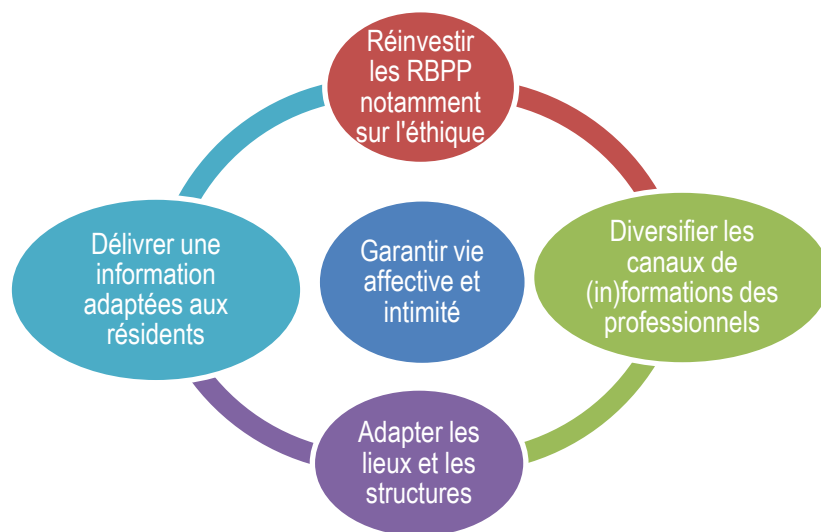 Réinvestir
les RBPP
notamment
sur l'éthique
Délivrer une
information
adaptées aux
résidents
Garantir vie
affective et
intimité
Diversifier les
canaux de
(in)formations des
professionnels
Adapter les
lieux et les
structures